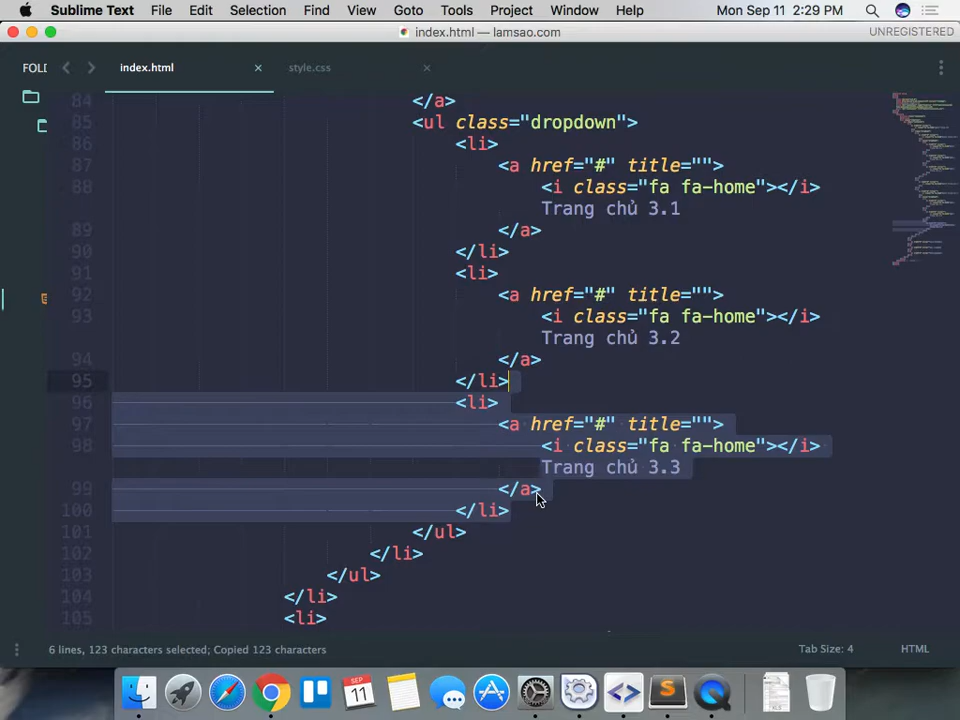 Sublime Text File Edit Selection Find View Goto Tools Project Window Help Mon Sep 11 2:29 PM
index.html — lamsao.com UNREGISTERED
FOLD index.html × style.css ×
84 </a>
85 <ul class="dropdown">
86 <li>
87 <a href="#" title="">
88 <i class="fa fa-home"></i>
Trang chủ 3.1
89 </a>
90 </li>
91 <li>
92 <a href="#" title="">
93 <i class="fa fa-home"></i>
Trang chủ 3.2
94 </a>
95 </li>
96 <li>
97 <a href="#" title="">
98 <i class="fa fa-home"></i>
Trang chủ 3.3
99 </a>
100 </li>
101 </ul>
102 </li>
103 </ul>
104 </li>
105 <li>
6 lines, 123 characters selected; Copied 123 characters Tab Size: 4 HTML
SEP
11